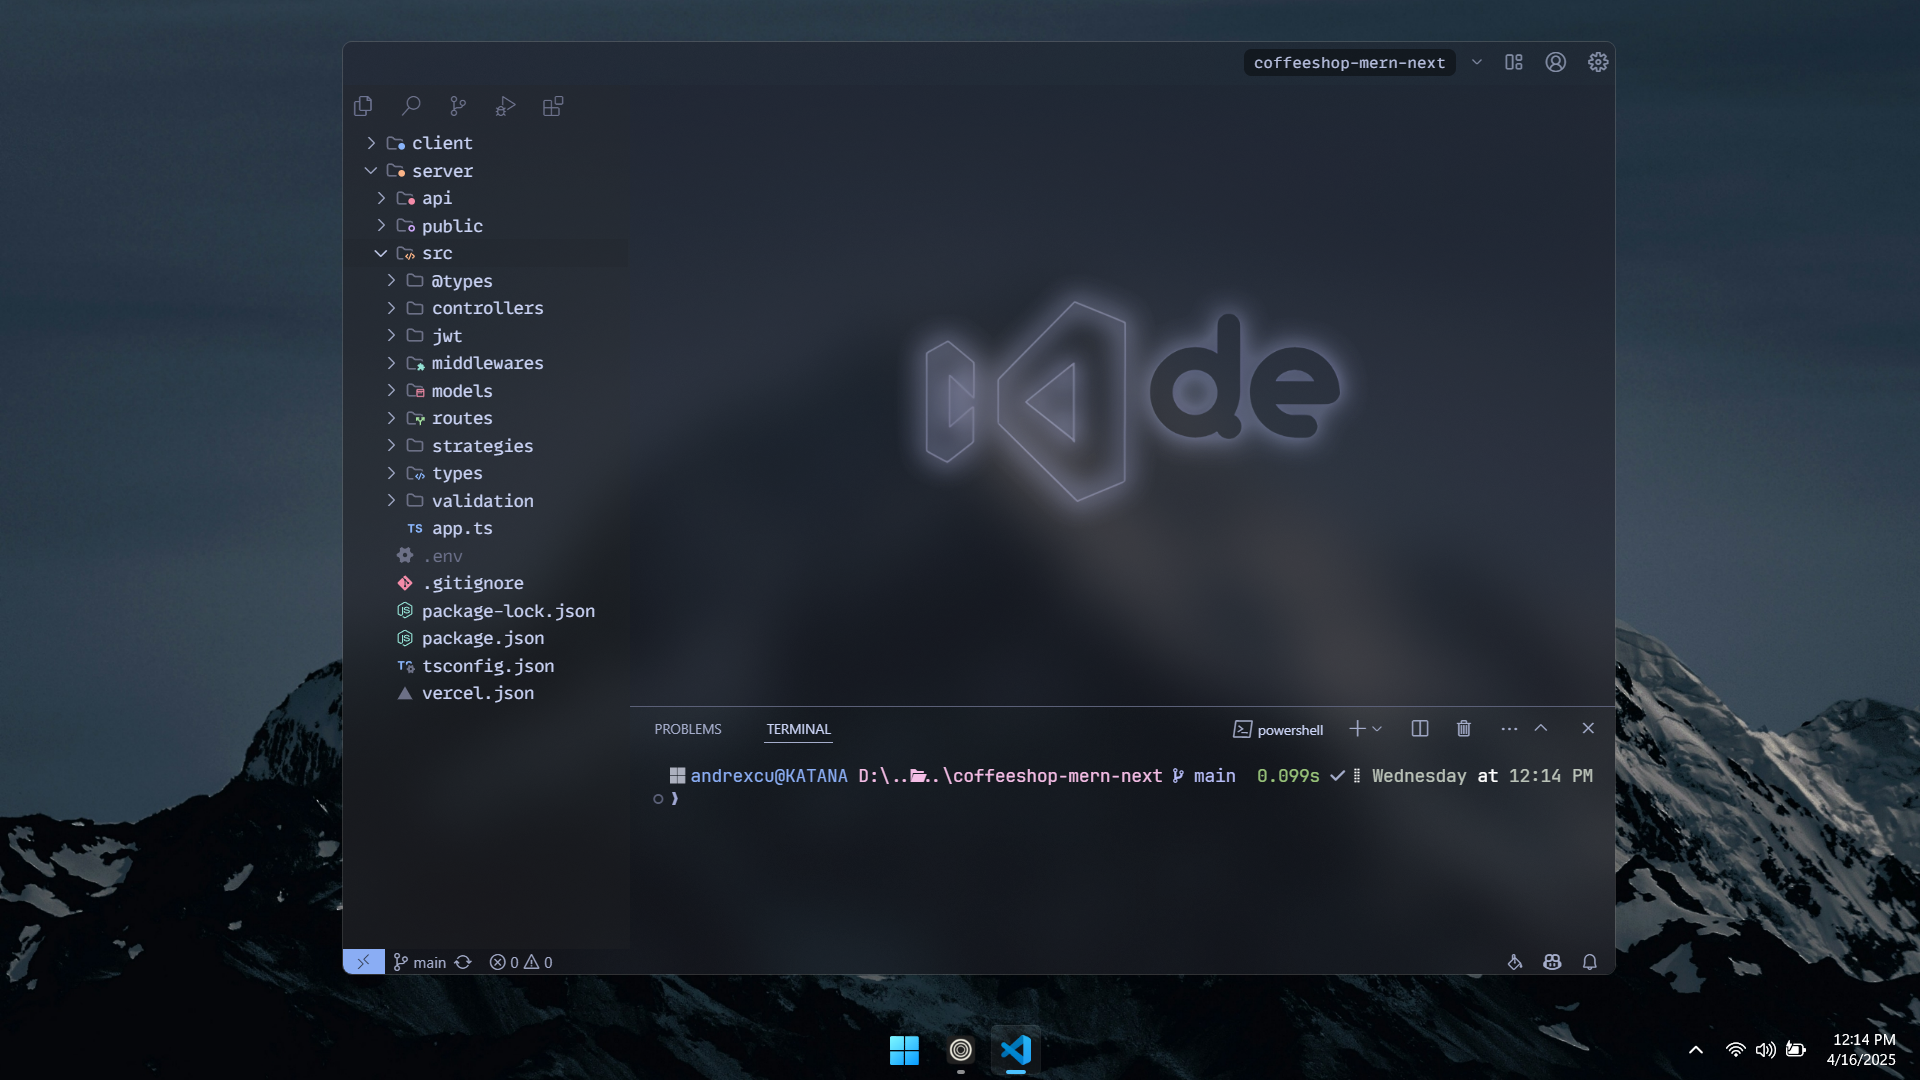 coffeeshop-mern-next
client
server
api
public
src
@types
controllers
jwt
middlewares
models
routes
strategies
types
validation
TS app.ts
.env
.gitignore
package-lock.json
package.json
tsconfig.json
vercel.json
de
PROBLEMS TERMINAL powershell
andrexcu@KATANA D:\....\coffeeshop-mern-next main 0.099s Wednesday at 12:14 PM
main 0 0
12:14 PM
4/16/2025